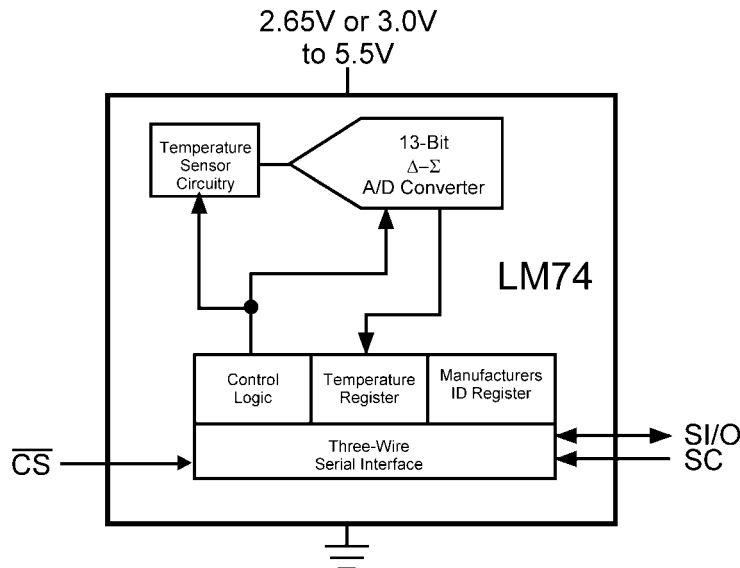 2.65V or 3.0V
to 5.5V
Temperature
Sensor
Circuitry
13-Bit
Δ–Σ
A/D Converter
LM74
Control
Logic
Temperature
Register
Manufacturers
ID Register
Three-Wire
Serial Interface
C̅S̅
SI/O
SC